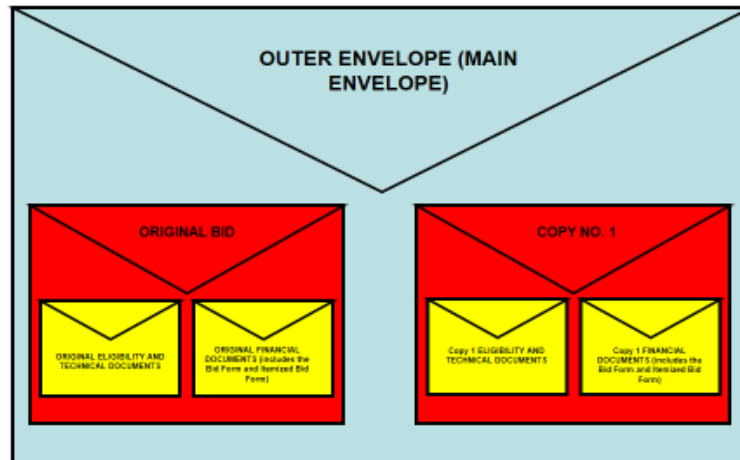 OUTER ENVELOPE (MAIN
ENVELOPE)
ORIGINAL BID
COPY NO. 1
ORIGINAL ELIGIBILITY AND
TECHNICAL DOCUMENTS
ORIGINAL FINANCIAL
DOCUMENTS (includes the
Bid Form and Itemized Bid
Form)
Copy 1 ELIGIBILITY AND
TECHNICAL DOCUMENTS
Copy 1 FINANCIAL
DOCUMENTS (includes the
Bid Form and Itemized Bid
Form)